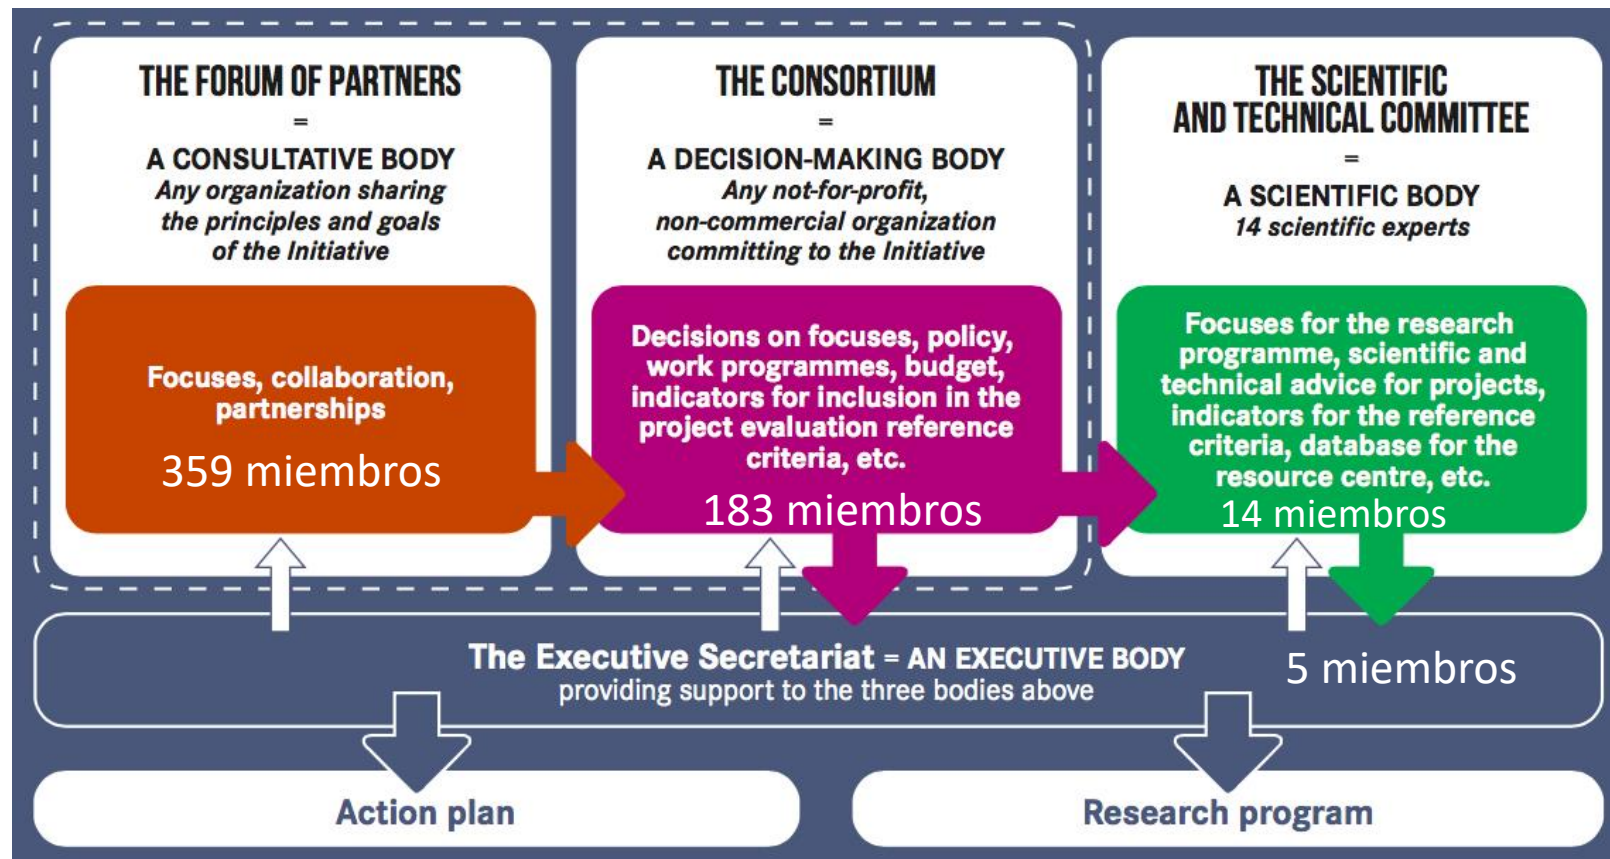 THE FORUM OF PARTNERS
=
A CONSULTATIVE BODY
Any organization sharing
the principles and goals
of the Initiative
Focuses, collaboration,
partnerships
359 miembros
THE CONSORTIUM
=
A DECISION-MAKING BODY
Any not-for-profit,
non-commercial organization
committing to the Initiative
Decisions on focuses, policy,
work programmes, budget,
indicators for inclusion in the
project evaluation reference
criteria, etc.
183 miembros
THE SCIENTIFIC
AND TECHNICAL COMMITTEE
=
A SCIENTIFIC BODY
14 scientific experts
Focuses for the research
programme, scientific and
technical advice for projects,
indicators for the reference
criteria, database for the
resource centre, etc.
14 miembros
The Executive Secretariat = AN EXECUTIVE BODY
providing support to the three bodies above
5 miembros
Action plan
Research program